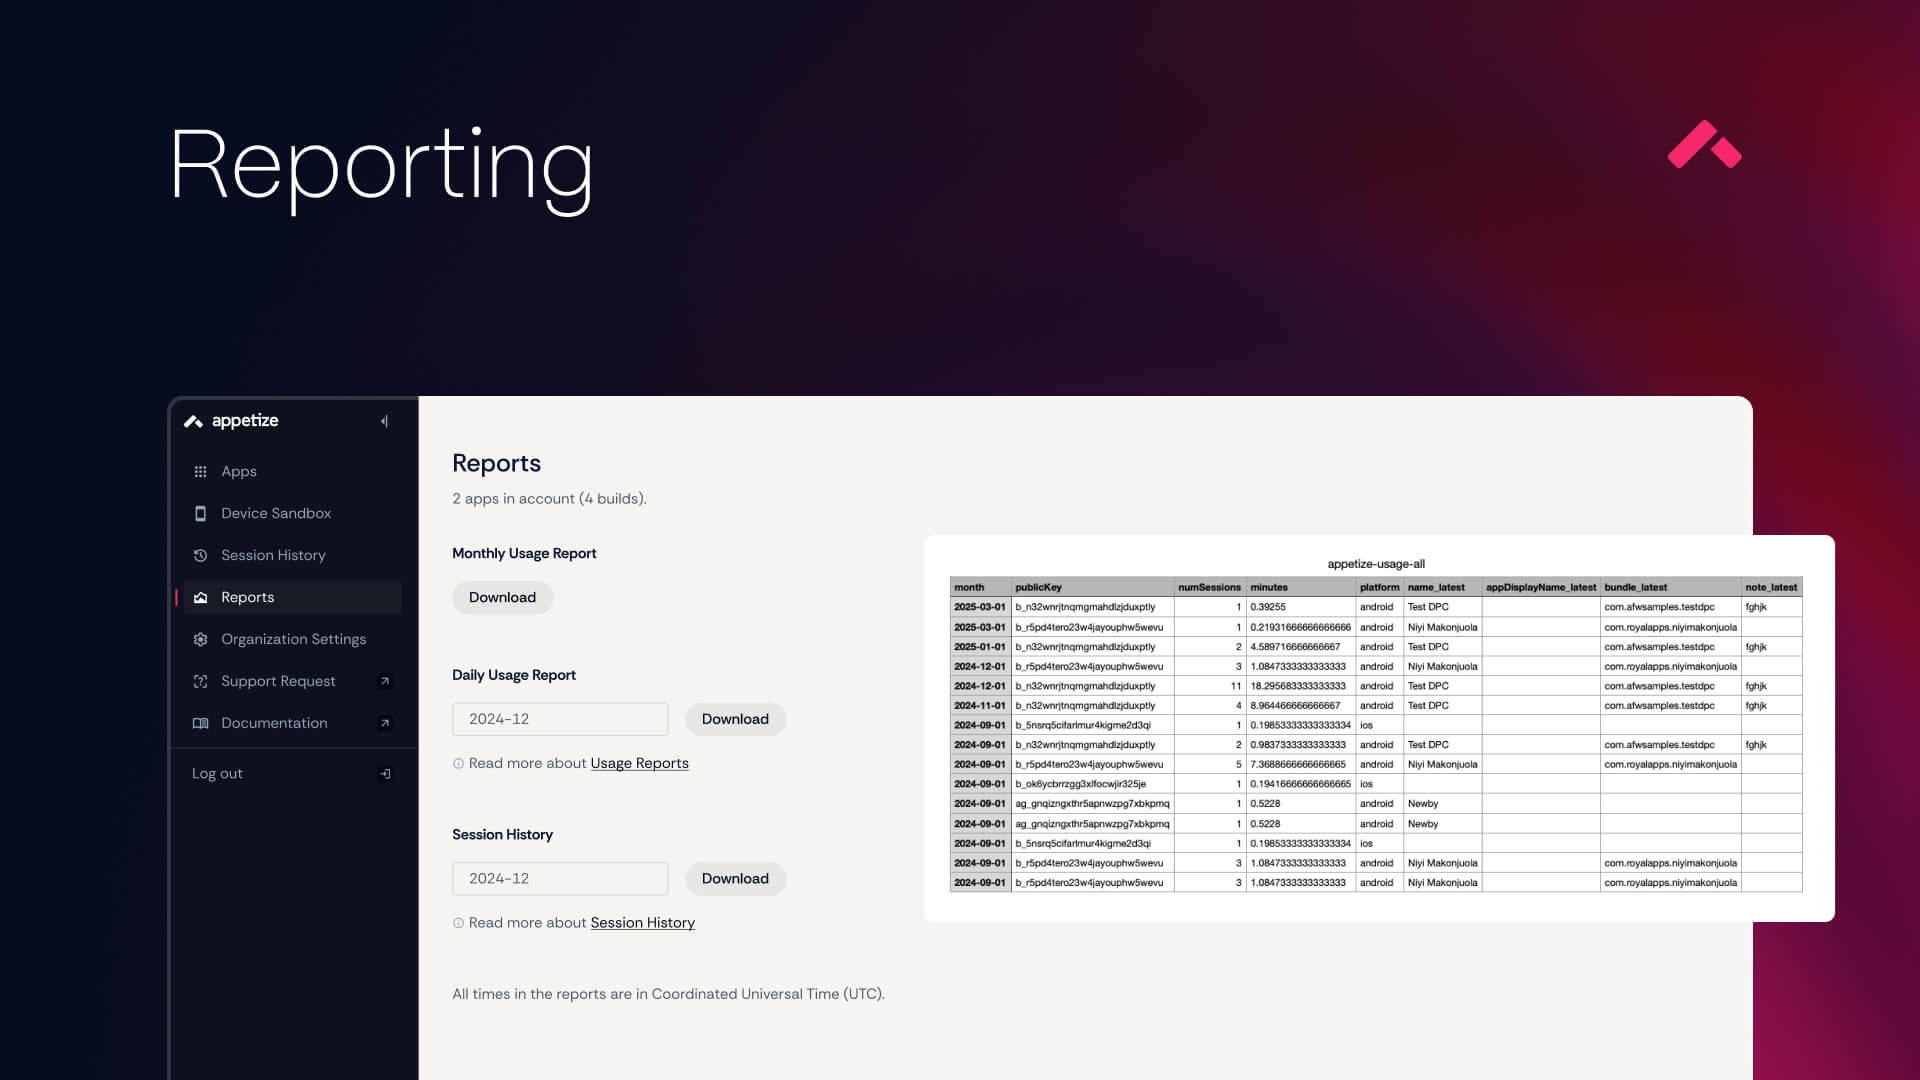 Reporting
appetize
Apps
Device Sandbox
Session History
Reports
Organization Settings
Support Request
Documentation
Log out
Reports
2 apps in account (4 builds).
Monthly Usage Report
Download
Daily Usage Report
2024-12 Download
Read more about Usage Reports
Session History
2024-12 Download
Read more about Session History
All times in the reports are in Coordinated Universal Time (UTC).
appetize-usage-all
month publicKey numSessions minutes platform name_latest appDisplayName_latest bundle_latest note_latest
2025-03-01 b_n32wnrjtnqmgmahdlzjduxptly 1 0.39255 android Test DPC com.afwsamples.testdpc fghjk
2025-03-01 b_r5pd4tero23w4jayouphw5wevu 1 0.21931666666666666 android Niyi Makonjuola com.royalapps.niyimakonjuola
2025-01-01 b_n32wnrjtnqmgmahdlzjduxptly 2 4.589716666666667 android Test DPC com.afwsamples.testdpc fghjk
2024-12-01 b_r5pd4tero23w4jayouphw5wevu 3 1.0847333333333333 android Niyi Makonjuola com.royalapps.niyimakonjuola
2024-12-01 b_n32wnrjtnqmgmahdlzjduxptly 11 18.295683333333333 android Test DPC com.afwsamples.testdpc fghjk
2024-11-01 b_n32wnrjtnqmgmahdlzjduxptly 4 8.964466666666667 android Test DPC com.afwsamples.testdpc fghjk
2024-09-01 b_5nsrq5cifarlmur4kigme2d3qi 1 0.19853333333333334 ios
2024-09-01 b_n32wnrjtnqmgmahdlzjduxptly 2 0.9837333333333333 android Test DPC com.afwsamples.testdpc fghjk
2024-09-01 b_r5pd4tero23w4jayouphw5wevu 5 7.3688666666666665 android Niyi Makonjuola com.royalapps.niyimakonjuola
2024-09-01 b_ok6ycbrrzgg3xlfocwjir325je 1 0.19416666666666665 ios
2024-09-01 ag_gnqizngxthr5apnwzpg7xbkpmq 1 0.5228 android Newby
2024-09-01 ag_gnqizngxthr5apnwzpg7xbkpmq 1 0.5228 android Newby
2024-09-01 b_5nsrq5cifarlmur4kigme2d3qi 1 0.19853333333333334 ios
2024-09-01 b_r5pd4tero23w4jayouphw5wevu 3 1.0847333333333333 android Niyi Makonjuola com.royalapps.niyimakonjuola
2024-09-01 b_r5pd4tero23w4jayouphw5wevu 3 1.0847333333333333 android Niyi Makonjuola com.royalapps.niyimakonjuola